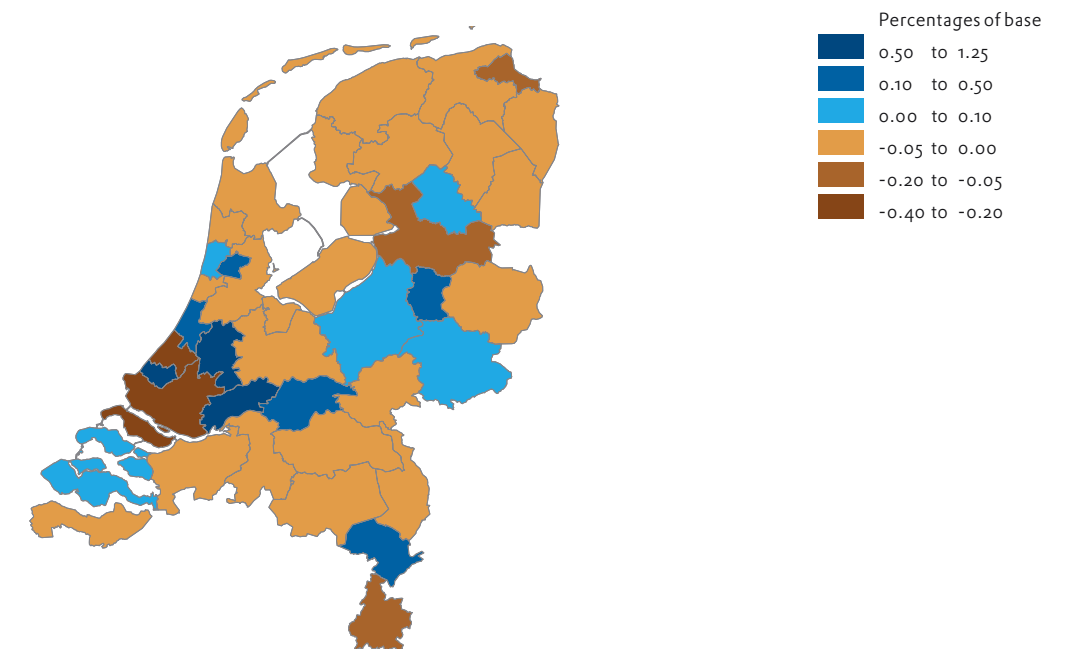 Percentages of base
0.50 to 1.25
0.10 to 0.50
0.00 to 0.10
-0.05 to 0.00
-0.20 to -0.05
-0.40 to -0.20